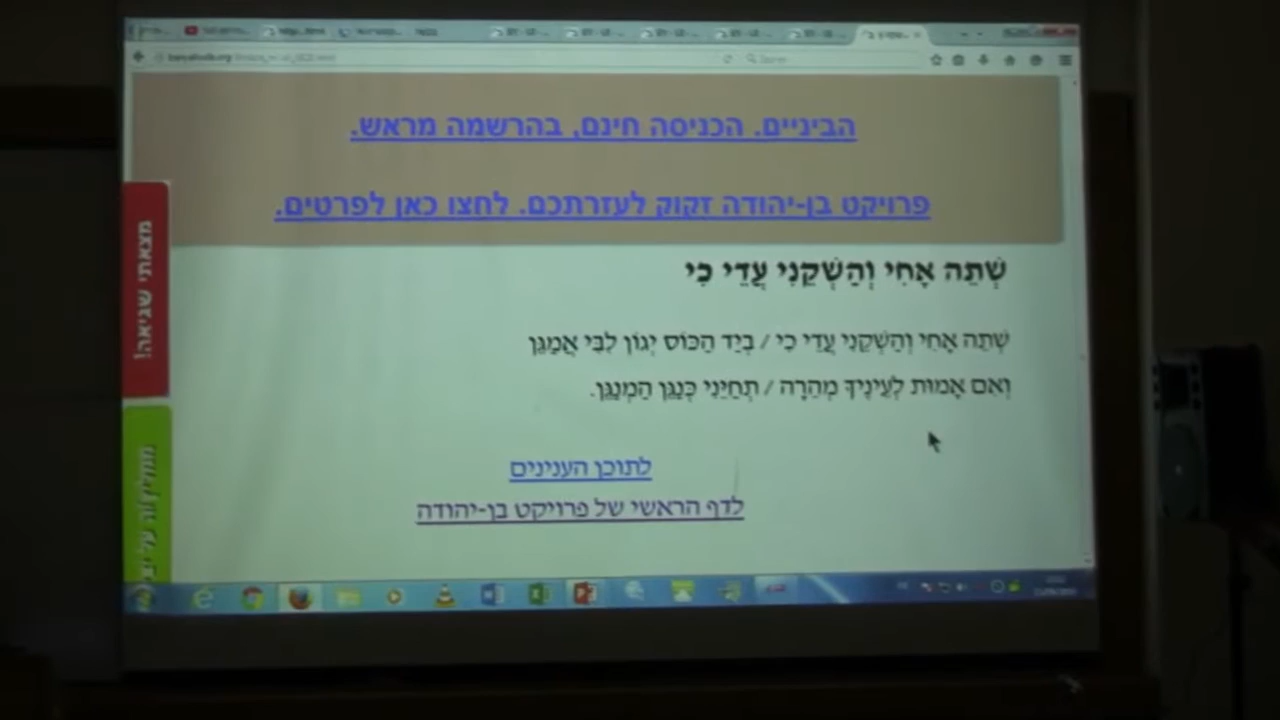 הביניים. הכניסה חינם, בהרשמה מראש.
פרויקט בן-יהודה זקוק לעזרתכם. לחצו כאן לפרטים.
מצאתי שגיאה!
שְׁתֵה אָחִי וְהַשְׁקֵנִי עֲדֵי כִי
שְׁתֵה אָחִי וְהַשְׁקֵנִי עֲדֵי כִי / בְּיַד הַכּוֹס יְגוֹן לִבִּי אֲמַגֵּן
וְאִם אָמוּת לְעֵינֶיךָ מְהֵרָה / תְּחַיֵּנִי כְּנַגֵּן הַמְנַגֵּן.
לתוכן הענינים
לדף הראשי של פרויקט בן-יהודה